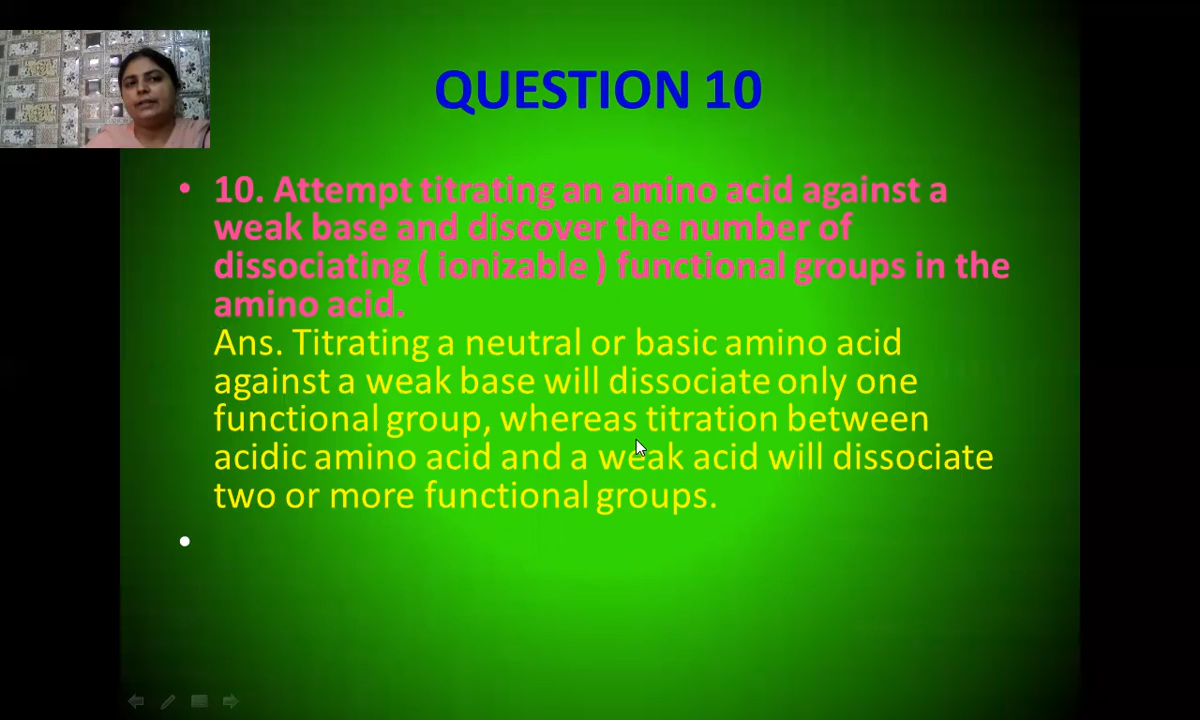 QUESTION 10
• 10. Attempt titrating an amino acid against a
weak base and discover the number of
dissociating ( ionizable ) functional groups in the
amino acid.
Ans. Titrating a neutral or basic amino acid
against a weak base will dissociate only one
functional group, whereas titration between
acidic amino acid and a weak acid will dissociate
two or more functional groups.
•